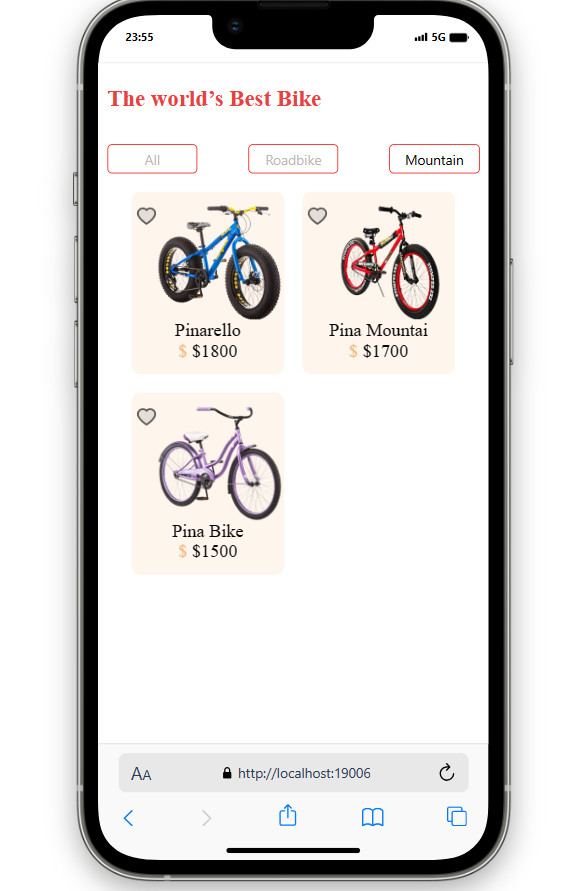 23:55 5G
The world’s Best Bike
All Roadbike Mountain
Pinarello Pina Mountai
$ $1800 $ $1700
Pina Bike
$ $1500
AA http://localhost:19006